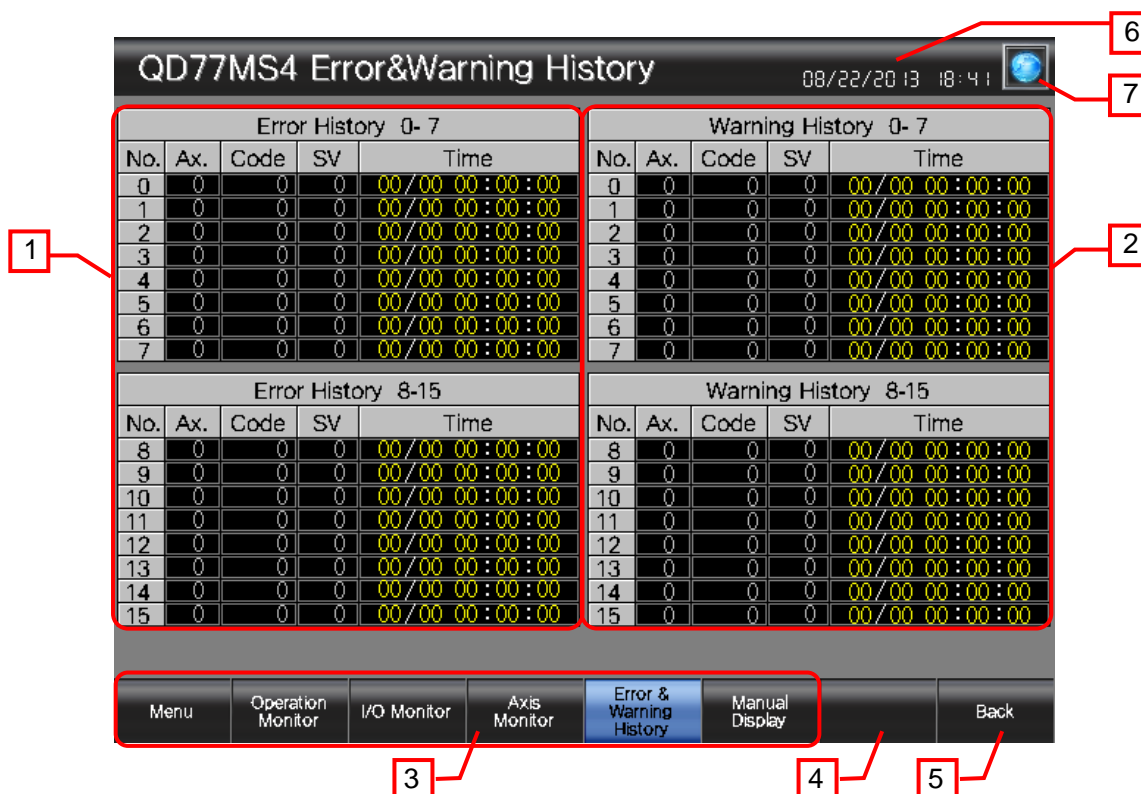 6
QD77MS4 Error&Warning History
08/22/2013 18:41
7
Error History 0- 7
No. Ax. Code SV Time
0 0 0 0 00/00 00:00:00
1 0 0 0 00/00 00:00:00
2 0 0 0 00/00 00:00:00
3 0 0 0 00/00 00:00:00
4 0 0 0 00/00 00:00:00
5 0 0 0 00/00 00:00:00
6 0 0 0 00/00 00:00:00
7 0 0 0 00/00 00:00:00
1
Warning History 0- 7
No. Ax. Code SV Time
0 0 0 0 00/00 00:00:00
1 0 0 0 00/00 00:00:00
2 0 0 0 00/00 00:00:00
3 0 0 0 00/00 00:00:00
4 0 0 0 00/00 00:00:00
5 0 0 0 00/00 00:00:00
6 0 0 0 00/00 00:00:00
7 0 0 0 00/00 00:00:00
2
Error History 8-15
No. Ax. Code SV Time
8 0 0 0 00/00 00:00:00
9 0 0 0 00/00 00:00:00
10 0 0 0 00/00 00:00:00
11 0 0 0 00/00 00:00:00
12 0 0 0 00/00 00:00:00
13 0 0 0 00/00 00:00:00
14 0 0 0 00/00 00:00:00
15 0 0 0 00/00 00:00:00
Warning History 8-15
No. Ax. Code SV Time
8 0 0 0 00/00 00:00:00
9 0 0 0 00/00 00:00:00
10 0 0 0 00/00 00:00:00
11 0 0 0 00/00 00:00:00
12 0 0 0 00/00 00:00:00
13 0 0 0 00/00 00:00:00
14 0 0 0 00/00 00:00:00
15 0 0 0 00/00 00:00:00
Menu
Operation
Monitor
I/O Monitor
Axis
Monitor
Error &
Warning
History
Manual
Display
Back
3
4
5